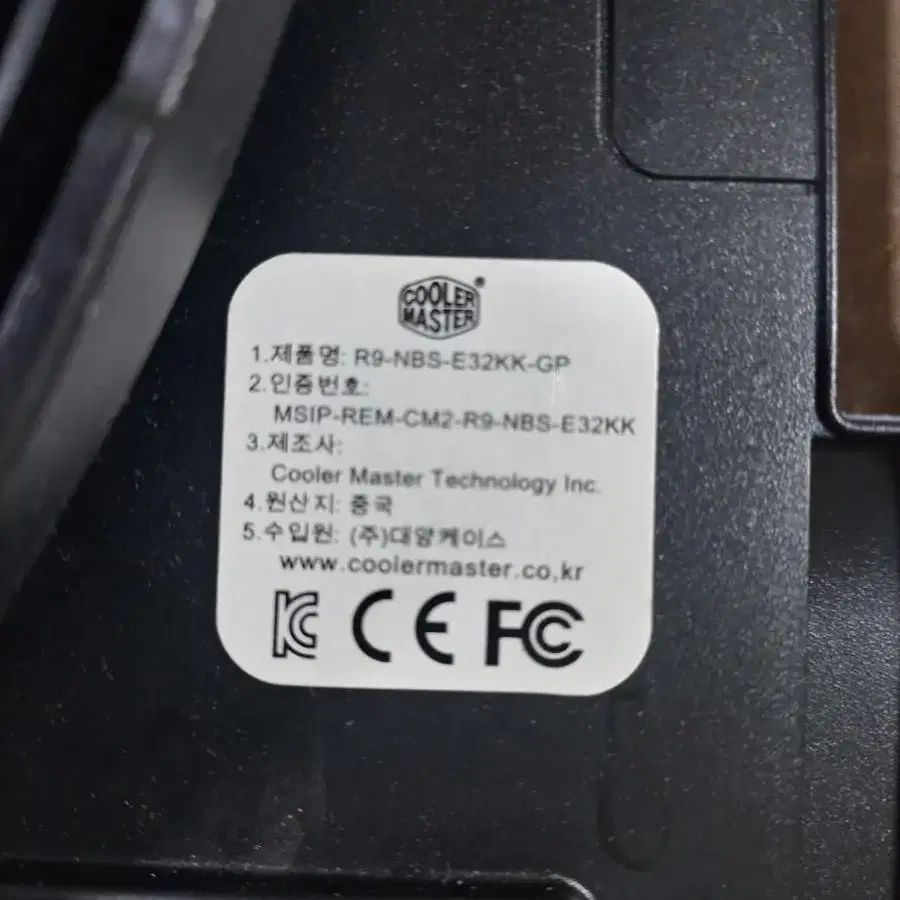 COOLER
MASTER
1.제품명: R9-NBS-E32KK-GP
2.인증번호:
MSIP-REM-CM2-R9-NBS-E32KK
3.제조사:
Cooler Master Technology Inc.
4.원산지: 중국
5.수입원: (주)대양케이스
www.coolermaster.co.kr
KC CE FC